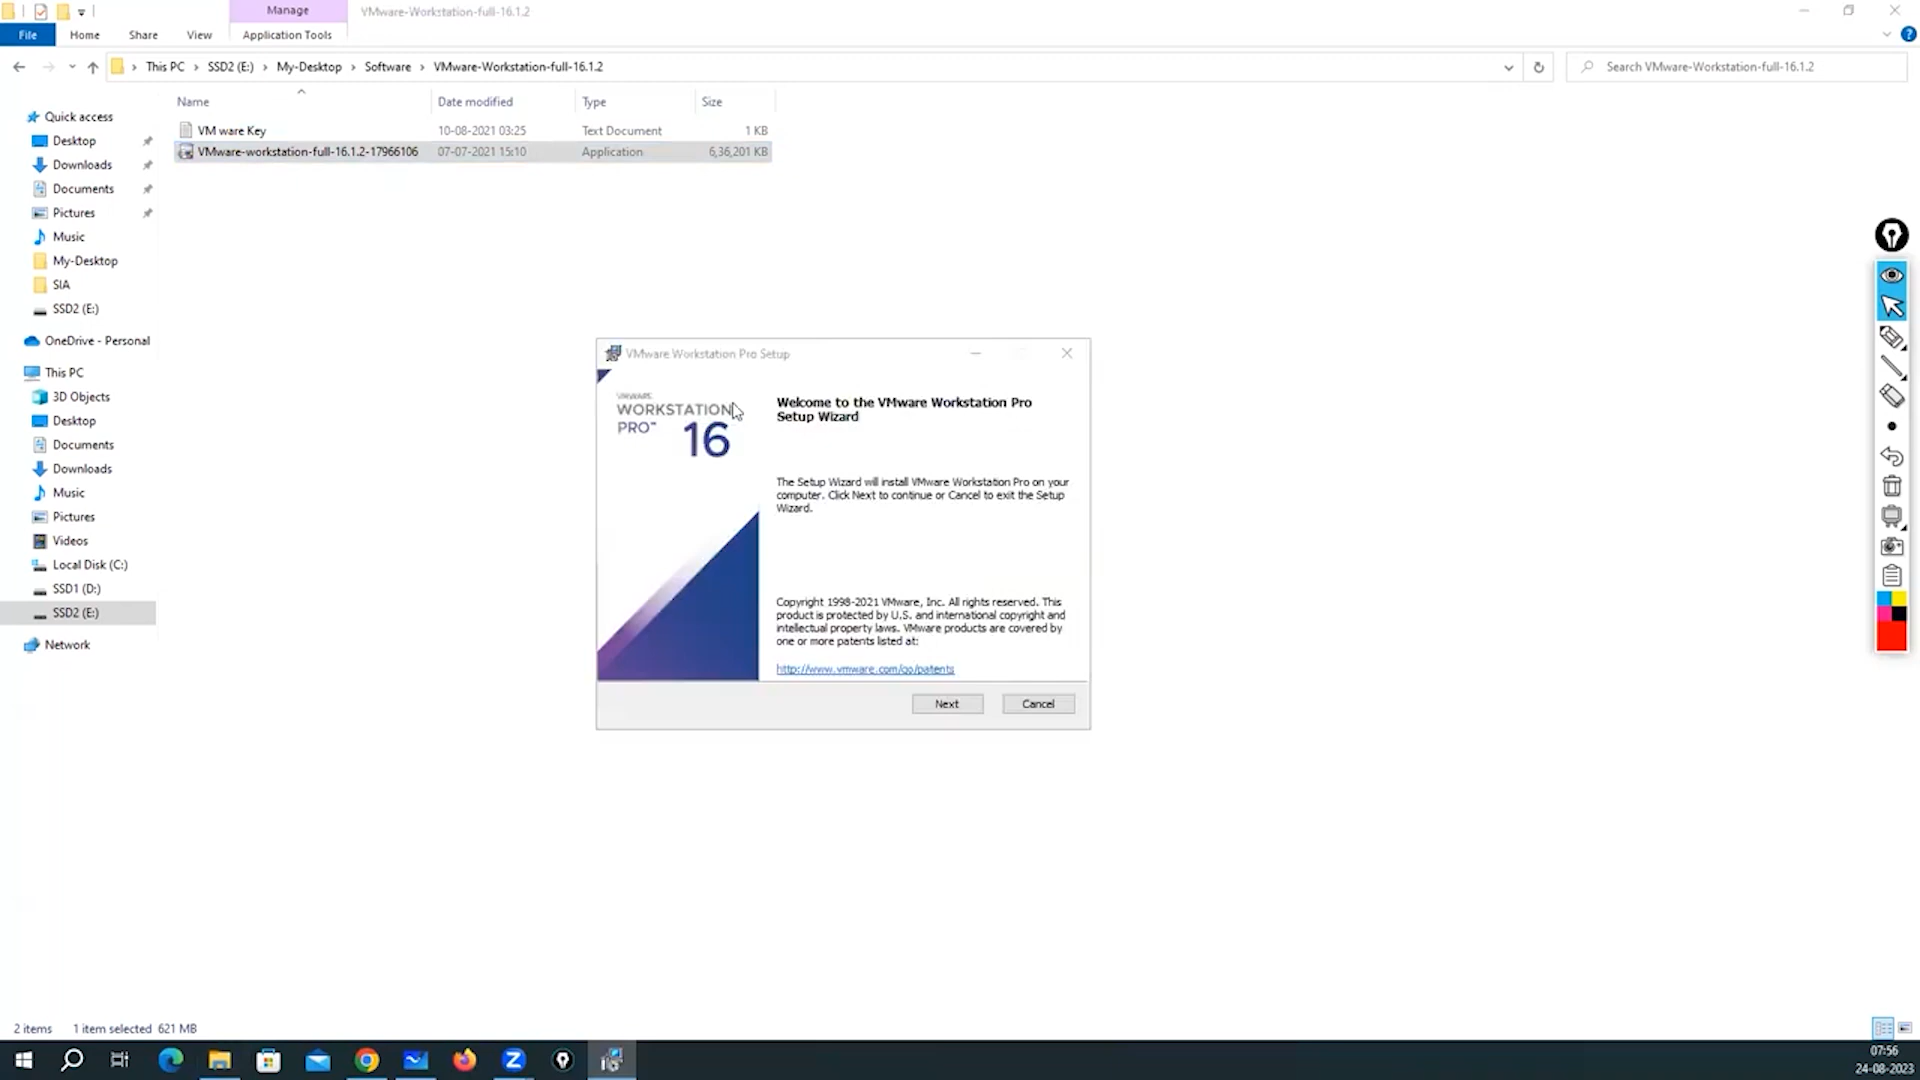 Manage
VMware-Workstation-full-16.1.2
File
Home
Share
View
Application Tools
This PC
SSD2 (E:)
My-Desktop
Software
VMware-Workstation-full-16.1.2
Search VMware-Workstation-full-16.1.2
Name
Date modified
Type
Size
VM ware Key
10-08-2021 03:25
Text Document
1 KB
VMware-workstation-full-16.1.2-17966106
07-07-2021 15:10
Application
6,36,201 KB
Quick access
Desktop
Downloads
Documents
Pictures
Music
My-Desktop
SIA
SSD2 (E:)
OneDrive - Personal
This PC
3D Objects
Desktop
Documents
Downloads
Music
Pictures
Videos
Local Disk (C:)
SSD1 (D:)
SSD2 (E:)
Network
VMware Workstation Pro Setup
VMWARE
WORKSTATION
PRO™ 16
Welcome to the VMware Workstation Pro
Setup Wizard
The Setup Wizard will install VMware Workstation Pro on your
computer. Click Next to continue or Cancel to exit the Setup
Wizard.
Copyright 1998-2021 VMware, Inc. All rights reserved. This
product is protected by U.S. and international copyright and
intellectual property laws. VMware products are covered by
one or more patents listed at:
http://www.vmware.com/go/patents
Next
Cancel
2 items
1 item selected 621 MB
07:56
24-08-2023